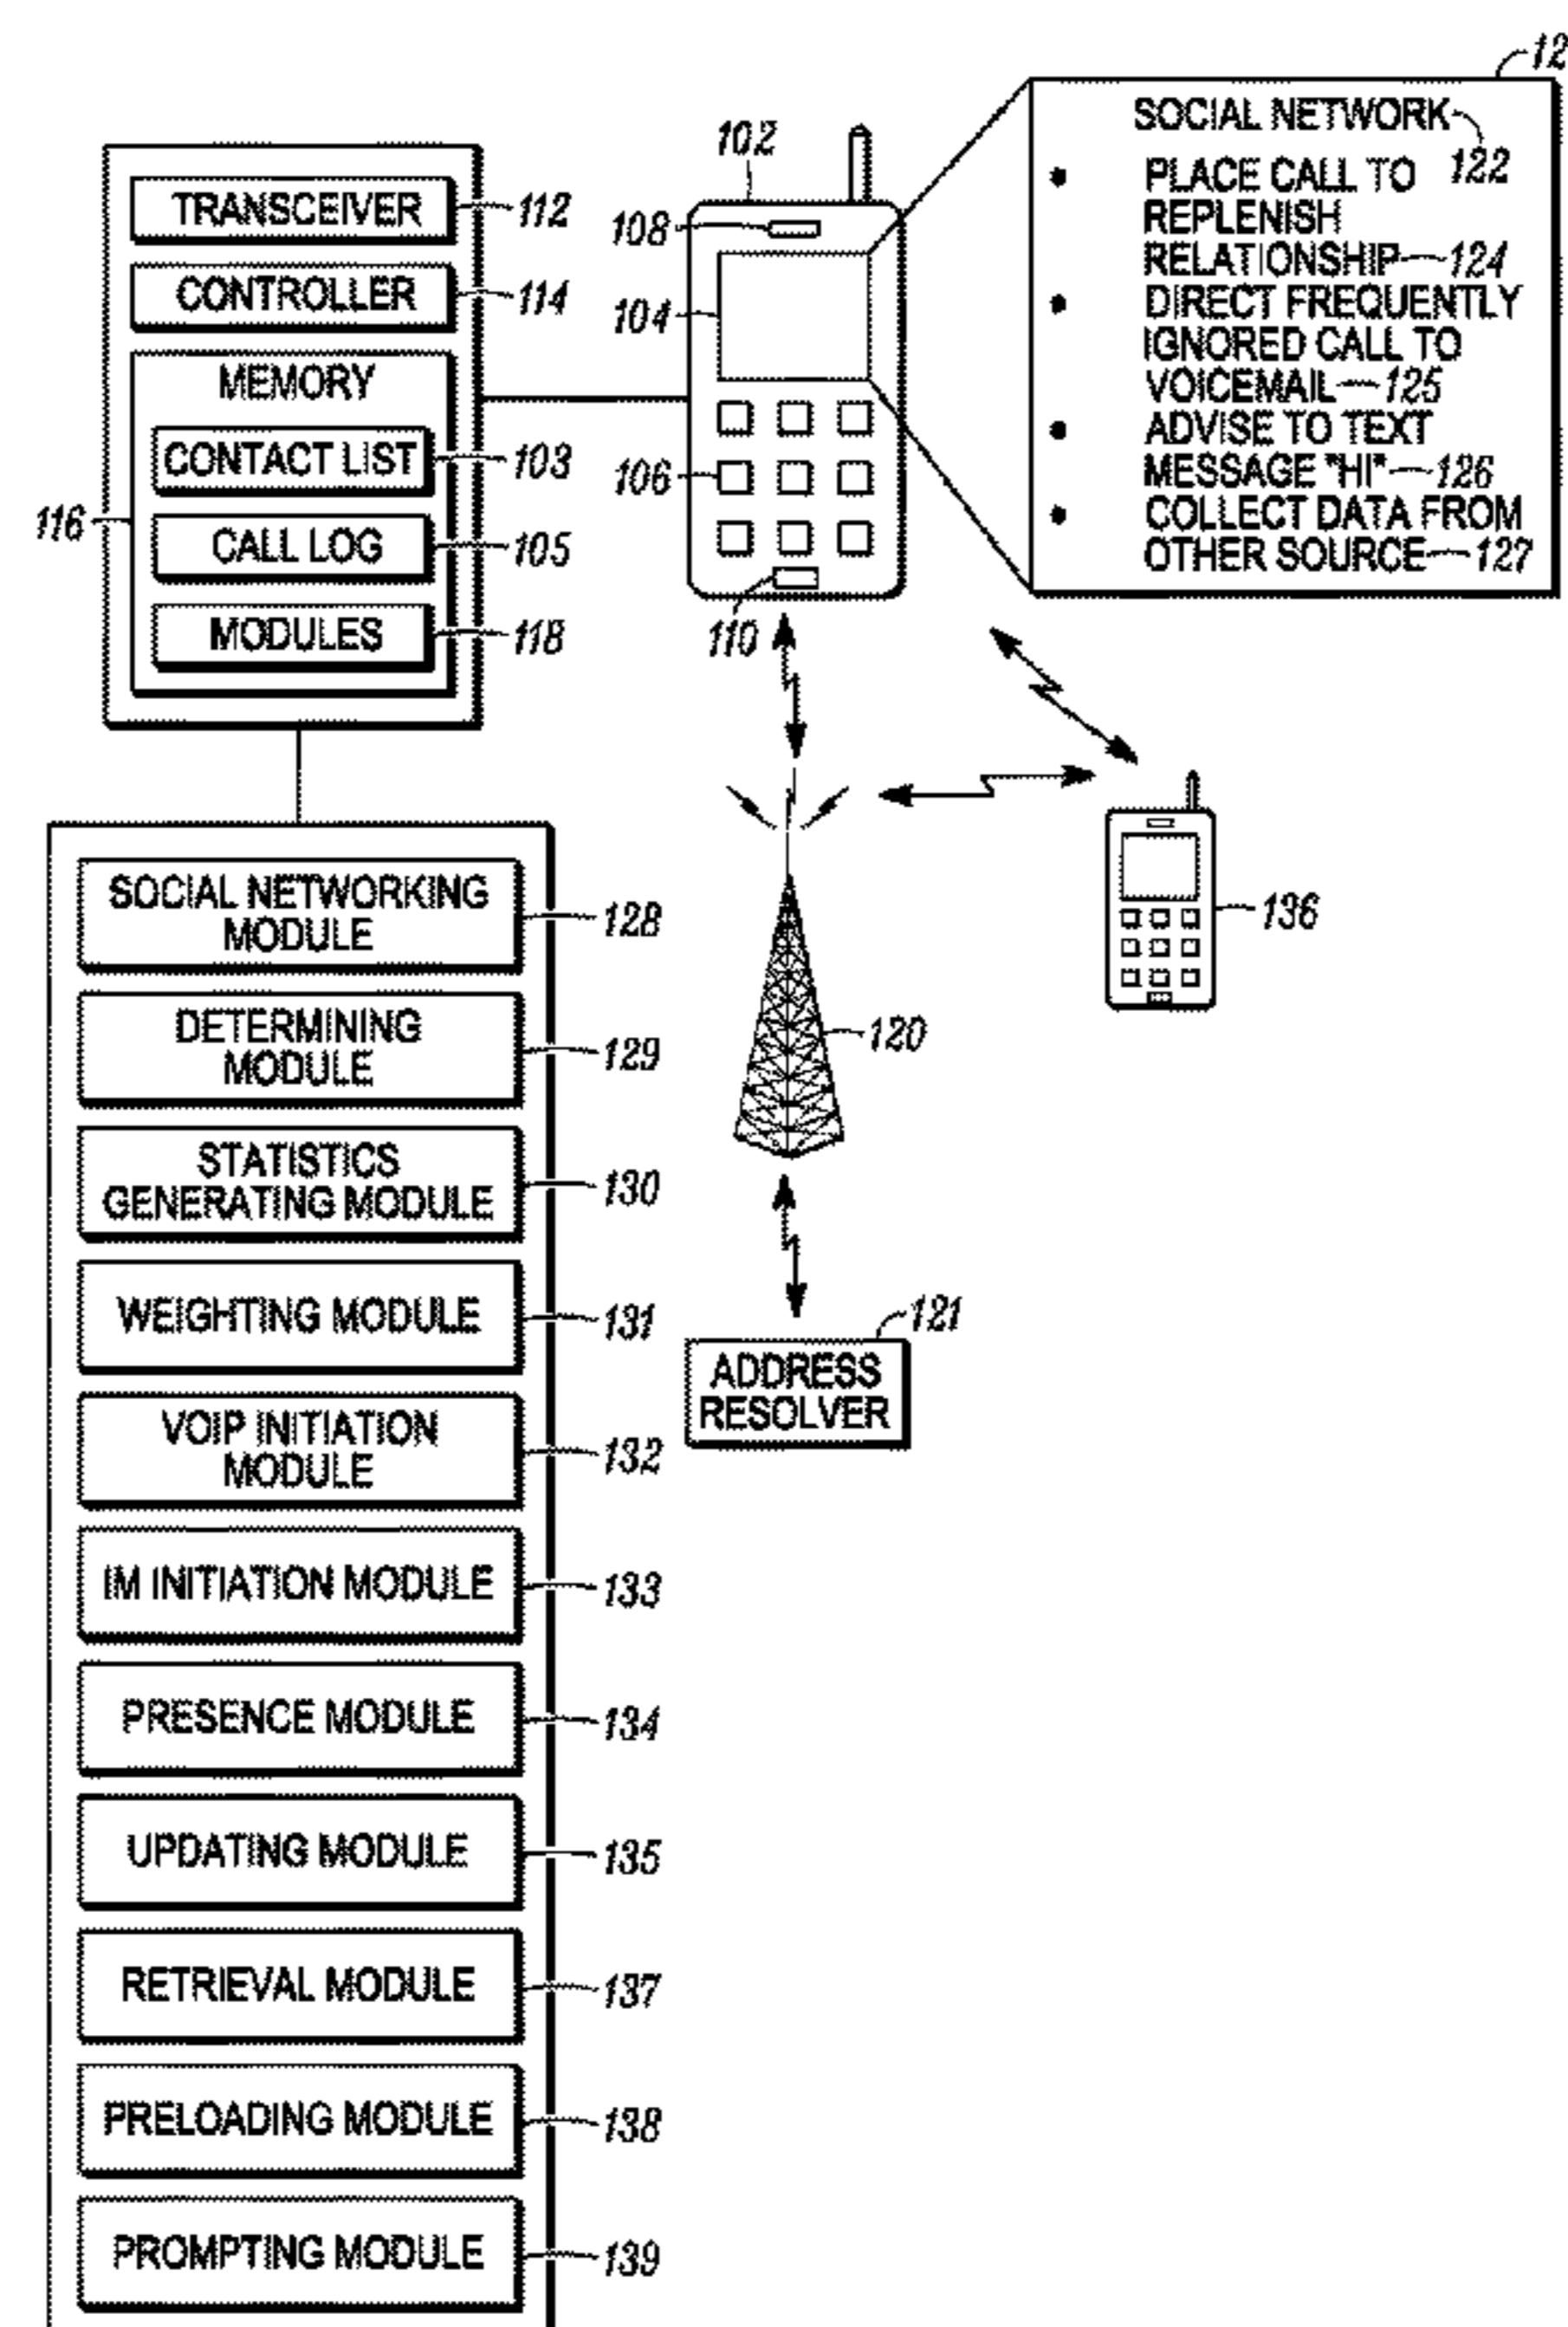 12
SOCIAL NETWORK
122
• PLACE CALL TO
REPLENISH
RELATIONSHIP 124
• DIRECT FREQUENTLY
IGNORED CALL TO
VOICEMAIL 125
• ADVISE TO TEXT
MESSAGE "HI" 126
• COLLECT DATA FROM
OTHER SOURCE 127
102
108
104
106
110
TRANSCEIVER 112
CONTROLLER 114
MEMORY
CONTACT LIST 103
116
CALL LOG 105
MODULES 118
136
120
121
ADDRESS
RESOLVER
SOCIAL NETWORKING
MODULE 128
DETERMINING
MODULE 129
STATISTICS
GENERATING MODULE 130
WEIGHTING MODULE 131
VOIP INITIATION
MODULE 132
IM INITIATION MODULE 133
PRESENCE MODULE 134
UPDATING MODULE 135
RETRIEVAL MODULE 137
PRELOADING MODULE 138
PROMPTING MODULE 139